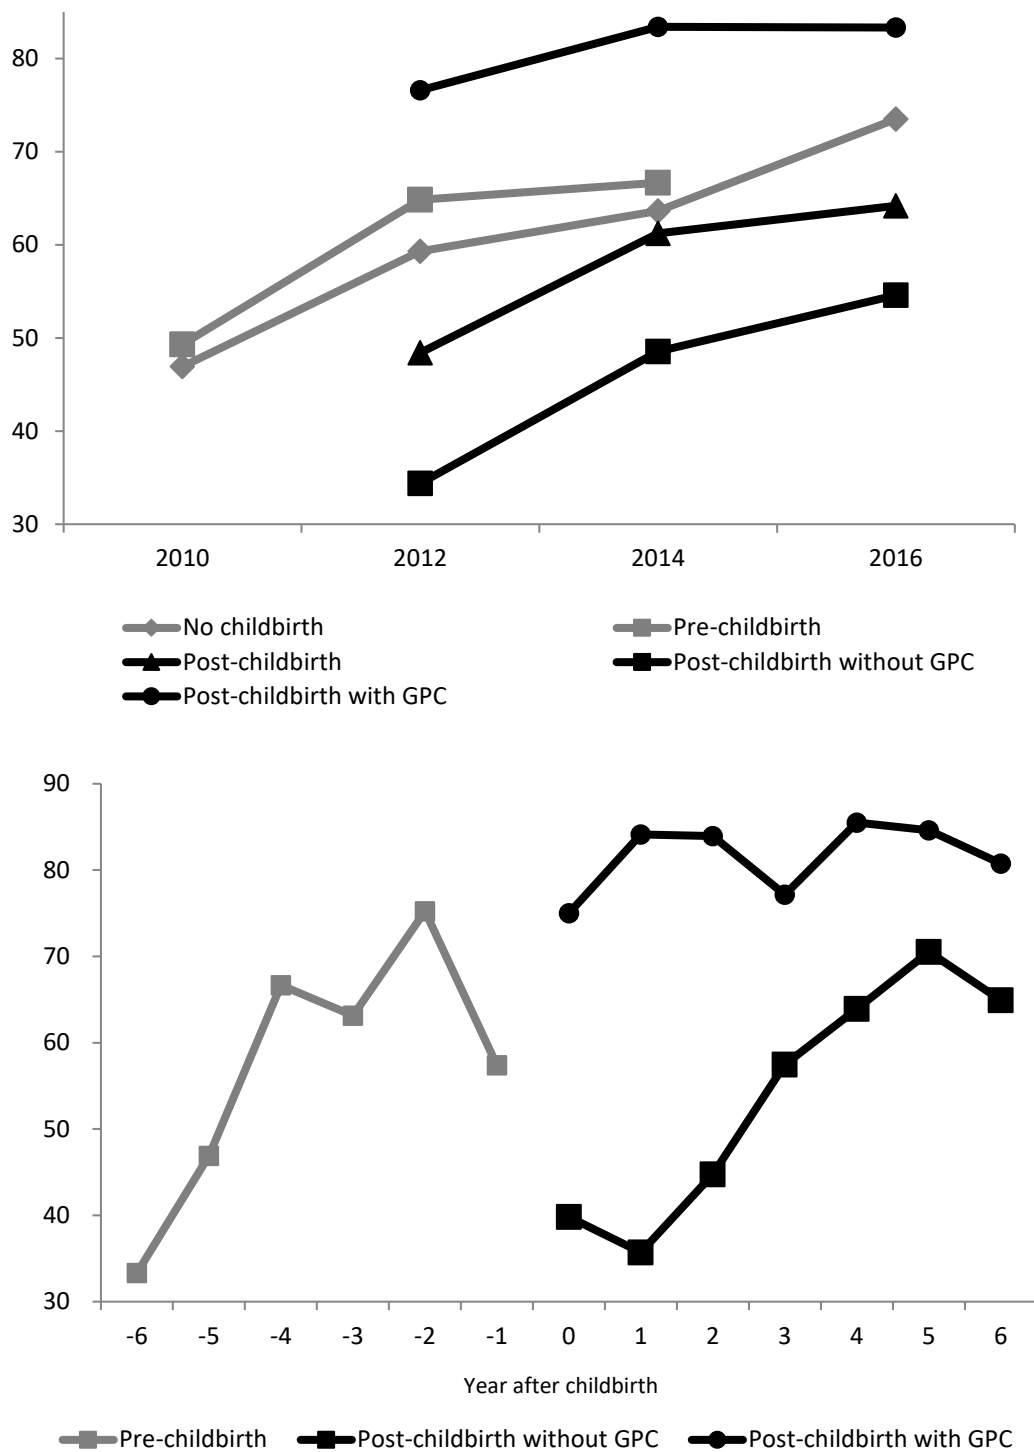 80
70
60
50
40
30
2010 2012 2014 2016
No childbirth Pre-childbirth
Post-childbirth Post-childbirth without GPC
Post-childbirth with GPC
90
80
70
60
50
40
30
-6 -5 -4 -3 -2 -1 0 1 2 3 4 5 6
Year after childbirth
Pre-childbirth Post-childbirth without GPC Post-childbirth with GPC